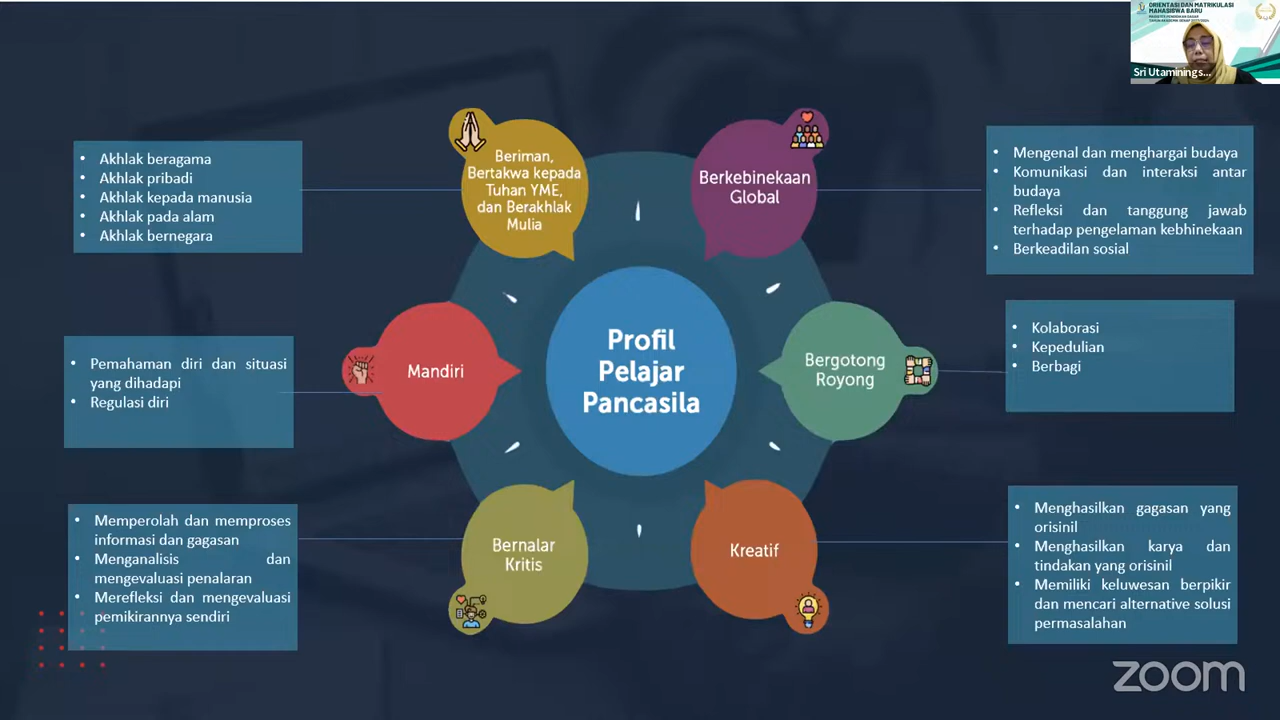 ORIENTASI DAN MATRIKULASI
MAHASISWA BARU
Sri Utaminings...
Beriman,
Bertakwa kepada
Tuhan YME,
dan Berakhlak
Mulia
• Akhlak beragama
• Akhlak pribadi
• Akhlak kepada manusia
• Akhlak pada alam
• Akhlak bernegara
Berkebinekaan
Global
• Mengenal dan menghargai budaya
• Komunikasi dan interaksi antar
budaya
• Refleksi dan tanggung jawab
terhadap pengelaman kebhinekaan
• Berkeadilan sosial
Mandiri
• Pemahaman diri dan situasi
yang dihadapi
• Regulasi diri
Profil
Pelajar
Pancasila
Bergotong
Royong
• Kolaborasi
• Kepedulian
• Berbagi
Bernalar
Kritis
• Memperolah dan memproses
informasi dan gagasan
• Menganalisis dan
mengevaluasi penalaran
• Merefleksi dan mengevaluasi
pemikirannya sendiri
Kreatif
• Menghasilkan gagasan yang
orisinil
• Menghasilkan karya dan
tindakan yang orisinil
• Memiliki keluwesan berpikir
dan mencari alternative solusi
permasalahan
zoom